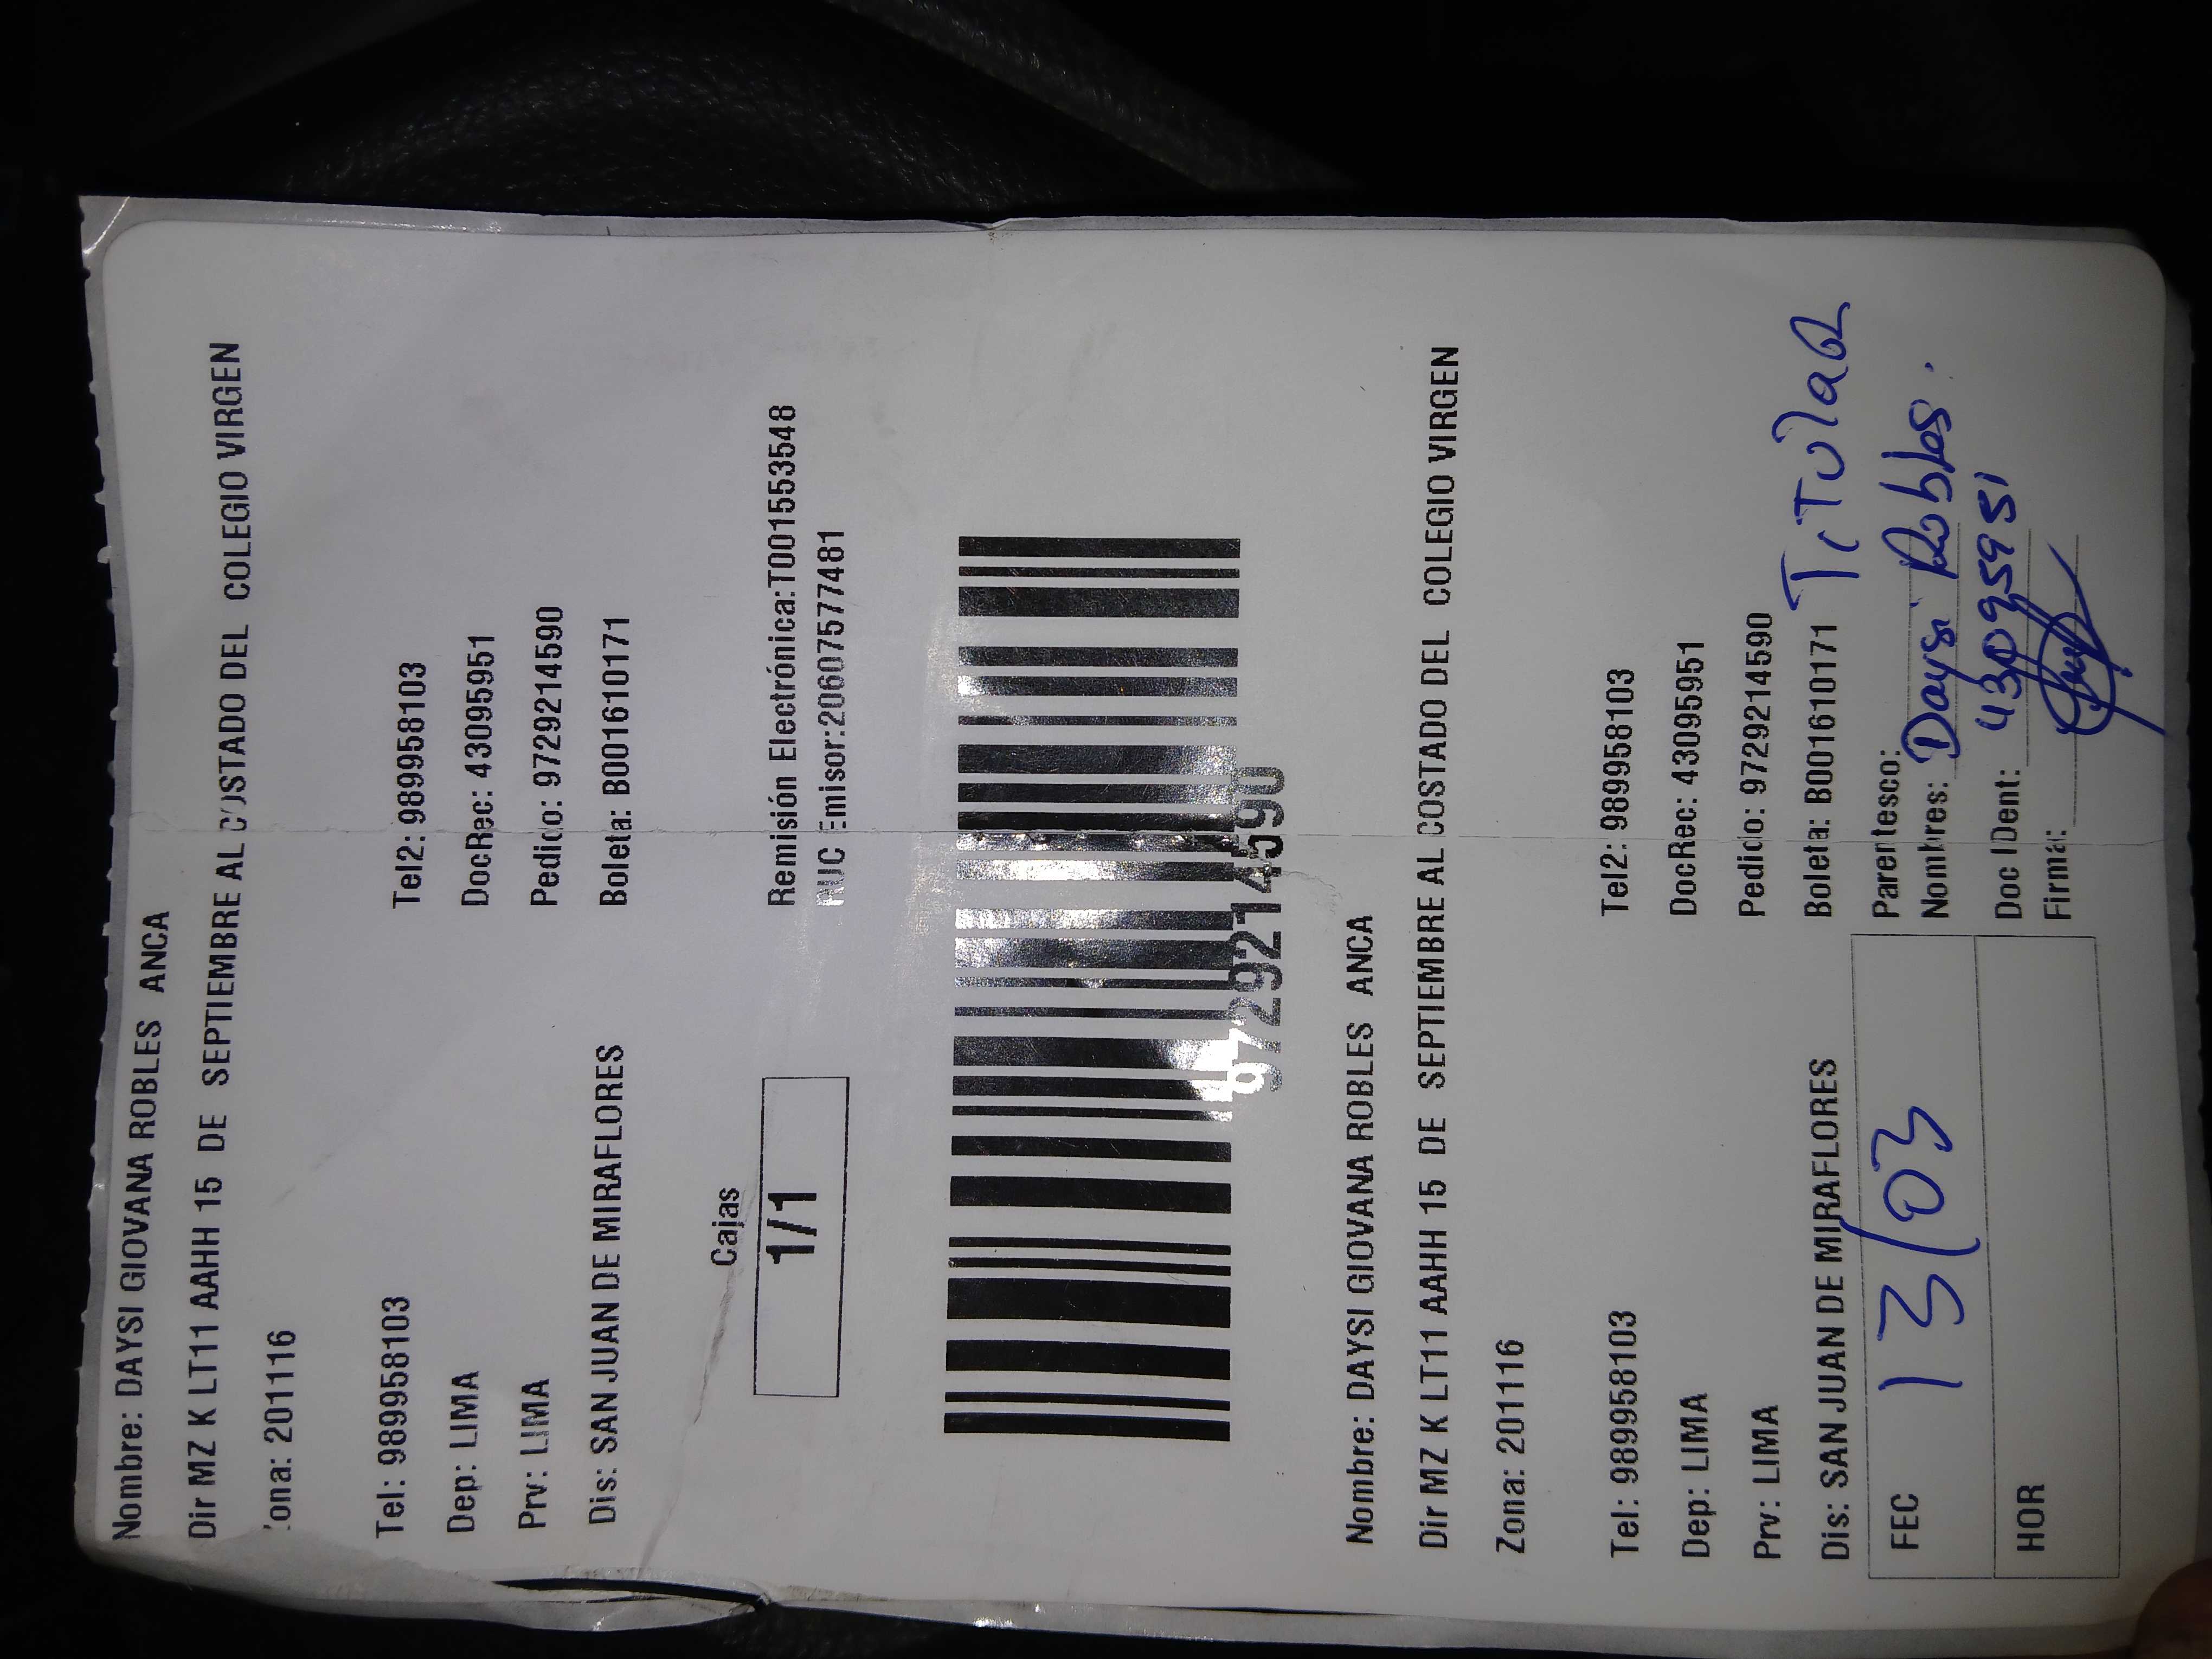 Nombre: DAYSI GIOVANA ROBLES ANCA
Dir MZ K LT11 AAHH 15 DE SEPTIEMBRE AL COSTADO DEL COLEGIO VIRGEN
Zona: 201116
Tel: 989958103 Tel2: 989958103
Dep: LIMA DocRec: 43095951
Prv: LIMA Pedido: 9729214590
Dis: SAN JUAN DE MIRAFLORES Boleta: B001610171
Cajas
1/1
Remisión Electrónica:T001553548
RUC Emisor:20607577481
9729214590
Nombre: DAYSI GIOVANA ROBLES ANCA
Dir MZ K LT11 AAHH 15 DE SEPTIEMBRE AL COSTADO DEL COLEGIO VIRGEN
Zona: 201116
Tel: 989958103 Tel2: 989958103
Dep: LIMA DocRec: 43095951
Prv: LIMA Pedido: 9729214590
Dis: SAN JUAN DE MIRAFLORES Boleta: B001610171
FEC 13/03
HOR
Parentesco: TiTulaR
Nombres: Daysi Robles.
Doc IDent: 43095951
Firma: